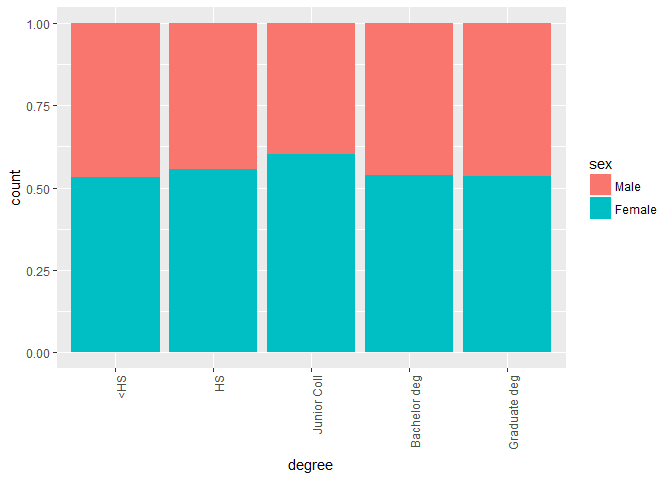 1.00
0.75
0.50
0.25
0.00
count
<HS
HS
Junior Coll
Bachelor deg
Graduate deg
degree
sex
Male
Female